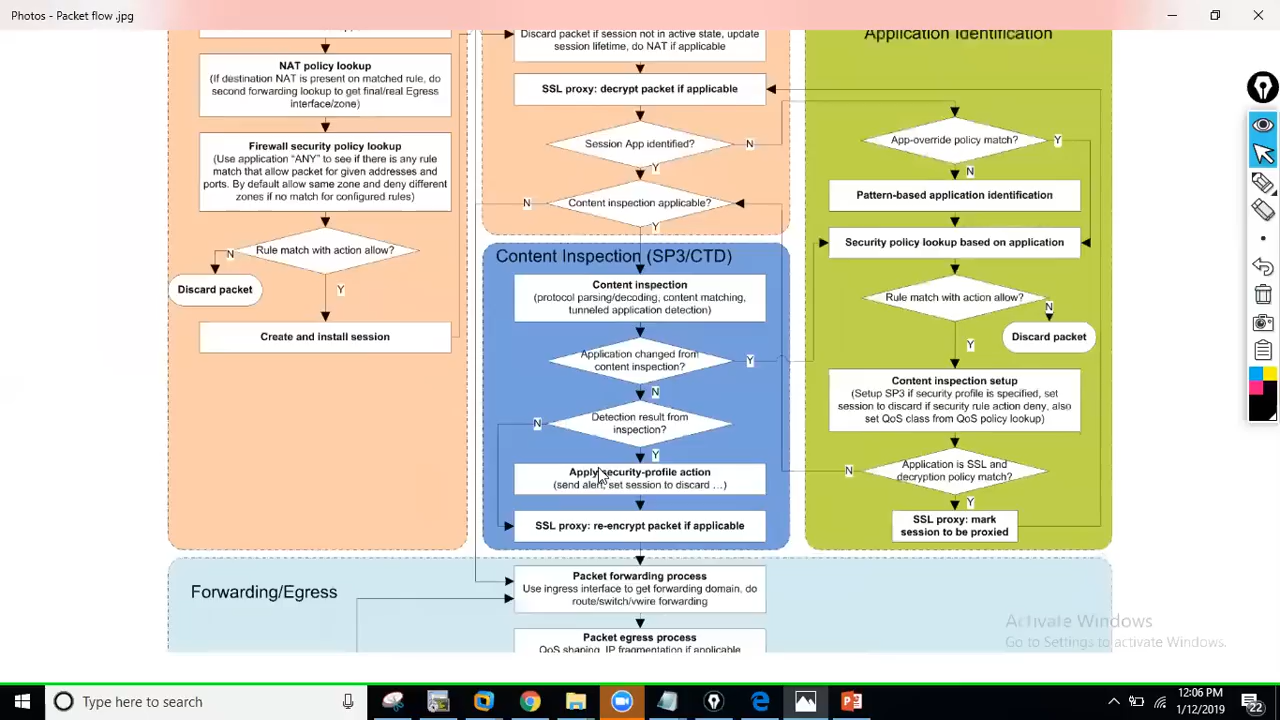 Photos - Packet flow .jpg
NAT policy lookup
(If destination NAT is present on matched rule, do
second forwarding lookup to get final/real Egress
interface/zone)
Firewall security policy lookup
(Use application “ANY” to see if there is any rule
match that allow packet for given addresses and
ports. By default allow same zone and deny different
zones if no match for configured rules)
Rule match with action allow?
N
Discard packet
Y
Create and install session
Discard packet if session not in active state, update
session lifetime, do NAT if applicable
SSL proxy: decrypt packet if applicable
Session App identified?
N
Y
Content inspection applicable?
N
Y
Content Inspection (SP3/CTD)
Content inspection
(protocol parsing/decoding, content matching,
tunneled application detection)
Application changed from
content inspection?
Y
N
Detection result from
inspection?
N
Y
Apply security-profile action
(send alert, set session to discard …)
SSL proxy: re-encrypt packet if applicable
Application Identification
App-override policy match?
Y
N
Pattern-based application identification
Security policy lookup based on application
Rule match with action allow?
N
Discard packet
Y
Content inspection setup
(Setup SP3 if security profile is specified, set
session to discard if security rule action deny, also
set QoS class from QoS policy lookup)
Application is SSL and
decryption policy match?
N
Y
SSL proxy: mark
session to be proxied
Forwarding/Egress
Packet forwarding process
Use ingress interface to get forwarding domain, do
route/switch/vwire forwarding
Packet egress process
QoS shaping, IP fragmentation if applicable
Activate Windows
Go to Settings to activate Windows.
Type here to search
12:06 PM
1/12/2019
22